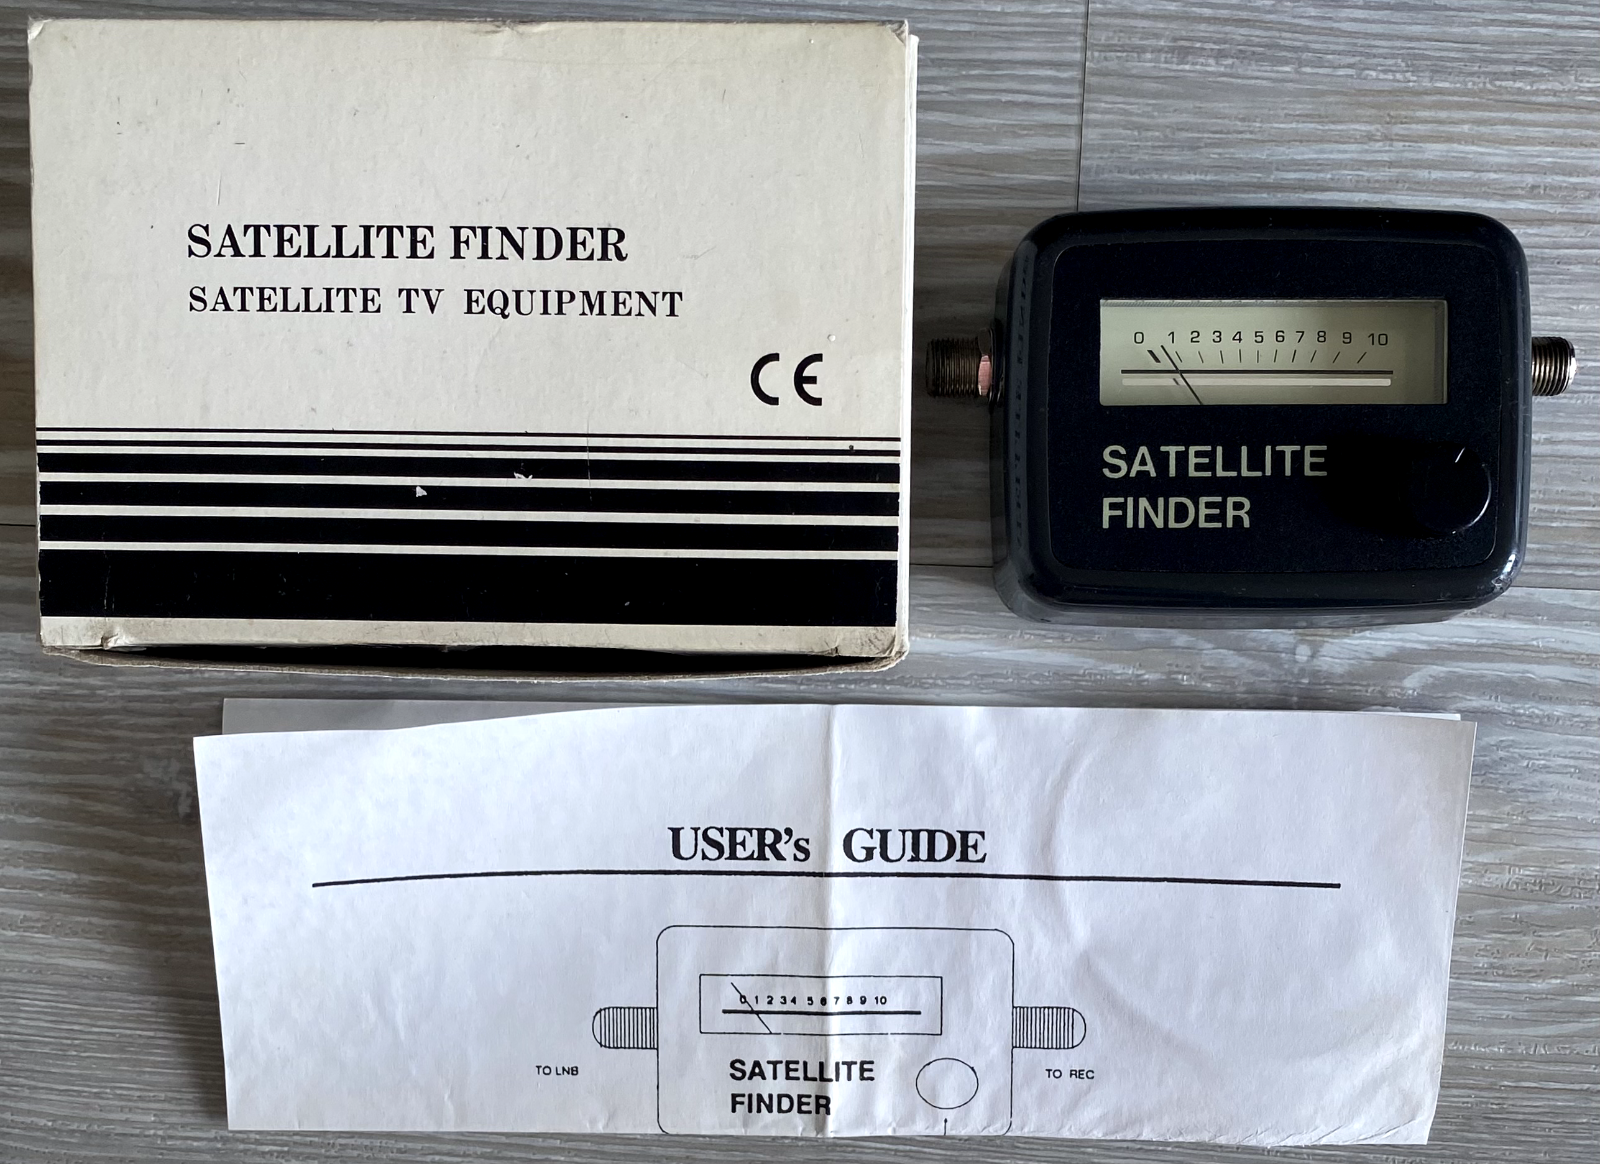 SATELLITE FINDER
SATELLITE TV EQUIPMENT
CE
0 1 2 3 4 5 6 7 8 9 10
SATELLITE
FINDER
USER's GUIDE
0 1 2 3 4 5 6 7 8 9 10
TO LNB
SATELLITE
FINDER
TO REC